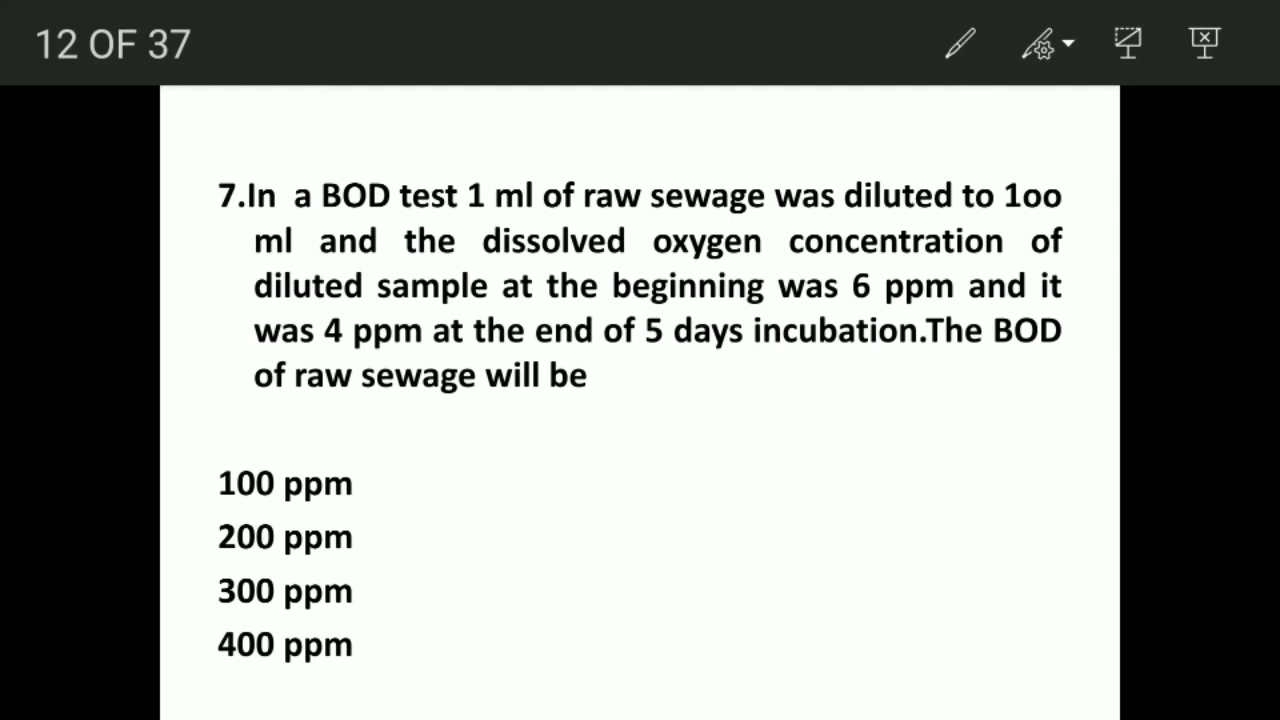 12 OF 37
7.In a BOD test 1 ml of raw sewage was diluted to 1oo
ml and the dissolved oxygen concentration of
diluted sample at the beginning was 6 ppm and it
was 4 ppm at the end of 5 days incubation.The BOD
of raw sewage will be
100 ppm
200 ppm
300 ppm
400 ppm